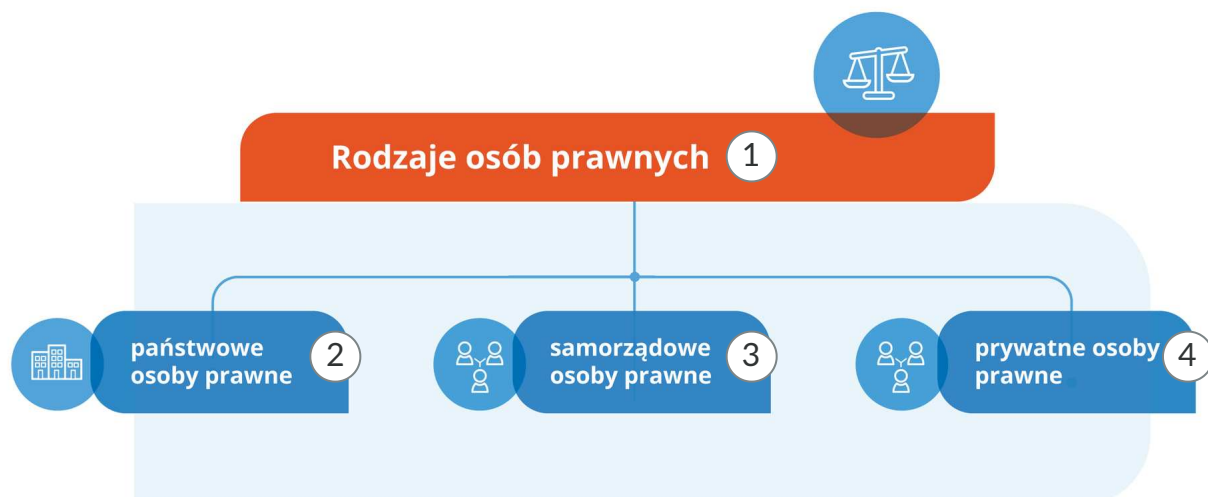 Rodzaje osób prawnych 1
państwowe
osoby prawne 2
samorządowe
osoby prawne 3
prywatne osoby
prawne 4